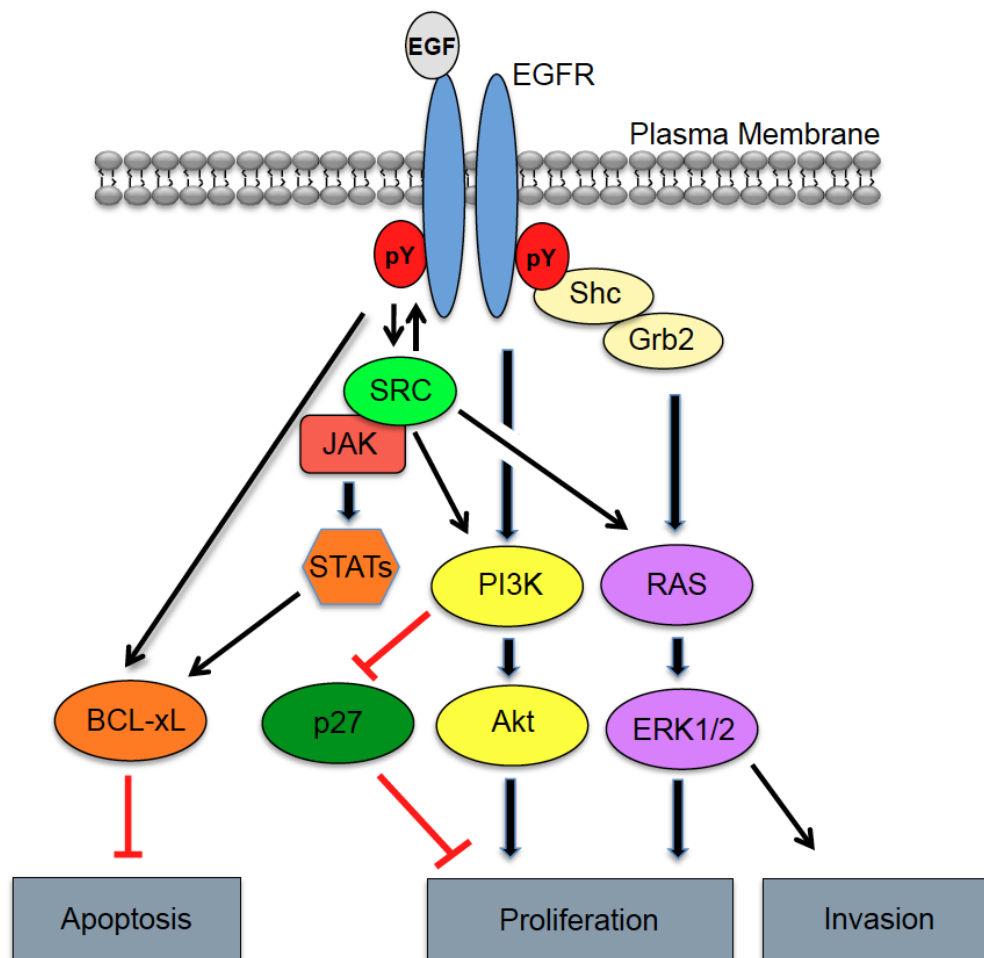 EGF
EGFR
Plasma Membrane
pY
pY
Shc
Grb2
SRC
JAK
STATs
PI3K
RAS
BCL-xL
p27
Akt
ERK1/2
Apoptosis
Proliferation
Invasion